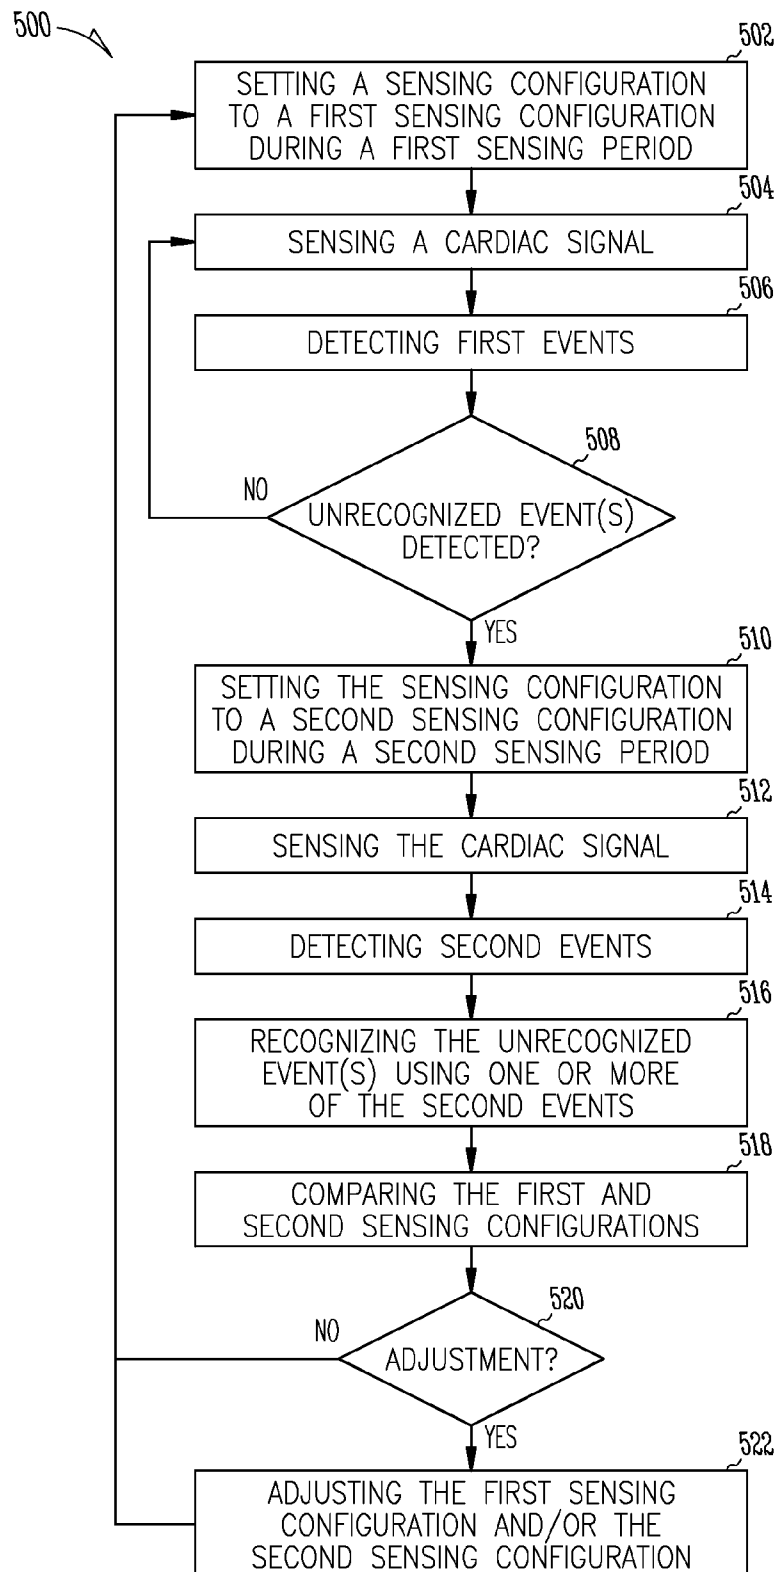 500
502
SETTING A SENSING CONFIGURATION
TO A FIRST SENSING CONFIGURATION
DURING A FIRST SENSING PERIOD
504
SENSING A CARDIAC SIGNAL
506
DETECTING FIRST EVENTS
508
NO
UNRECOGNIZED EVENT(S)
DETECTED?
YES
510
SETTING THE SENSING CONFIGURATION
TO A SECOND SENSING CONFIGURATION
DURING A SECOND SENSING PERIOD
512
SENSING THE CARDIAC SIGNAL
514
DETECTING SECOND EVENTS
516
RECOGNIZING THE UNRECOGNIZED
EVENT(S) USING ONE OR MORE
OF THE SECOND EVENTS
518
COMPARING THE FIRST AND
SECOND SENSING CONFIGURATIONS
520
NO
ADJUSTMENT?
YES
522
ADJUSTING THE FIRST SENSING
CONFIGURATION AND/OR THE
SECOND SENSING CONFIGURATION